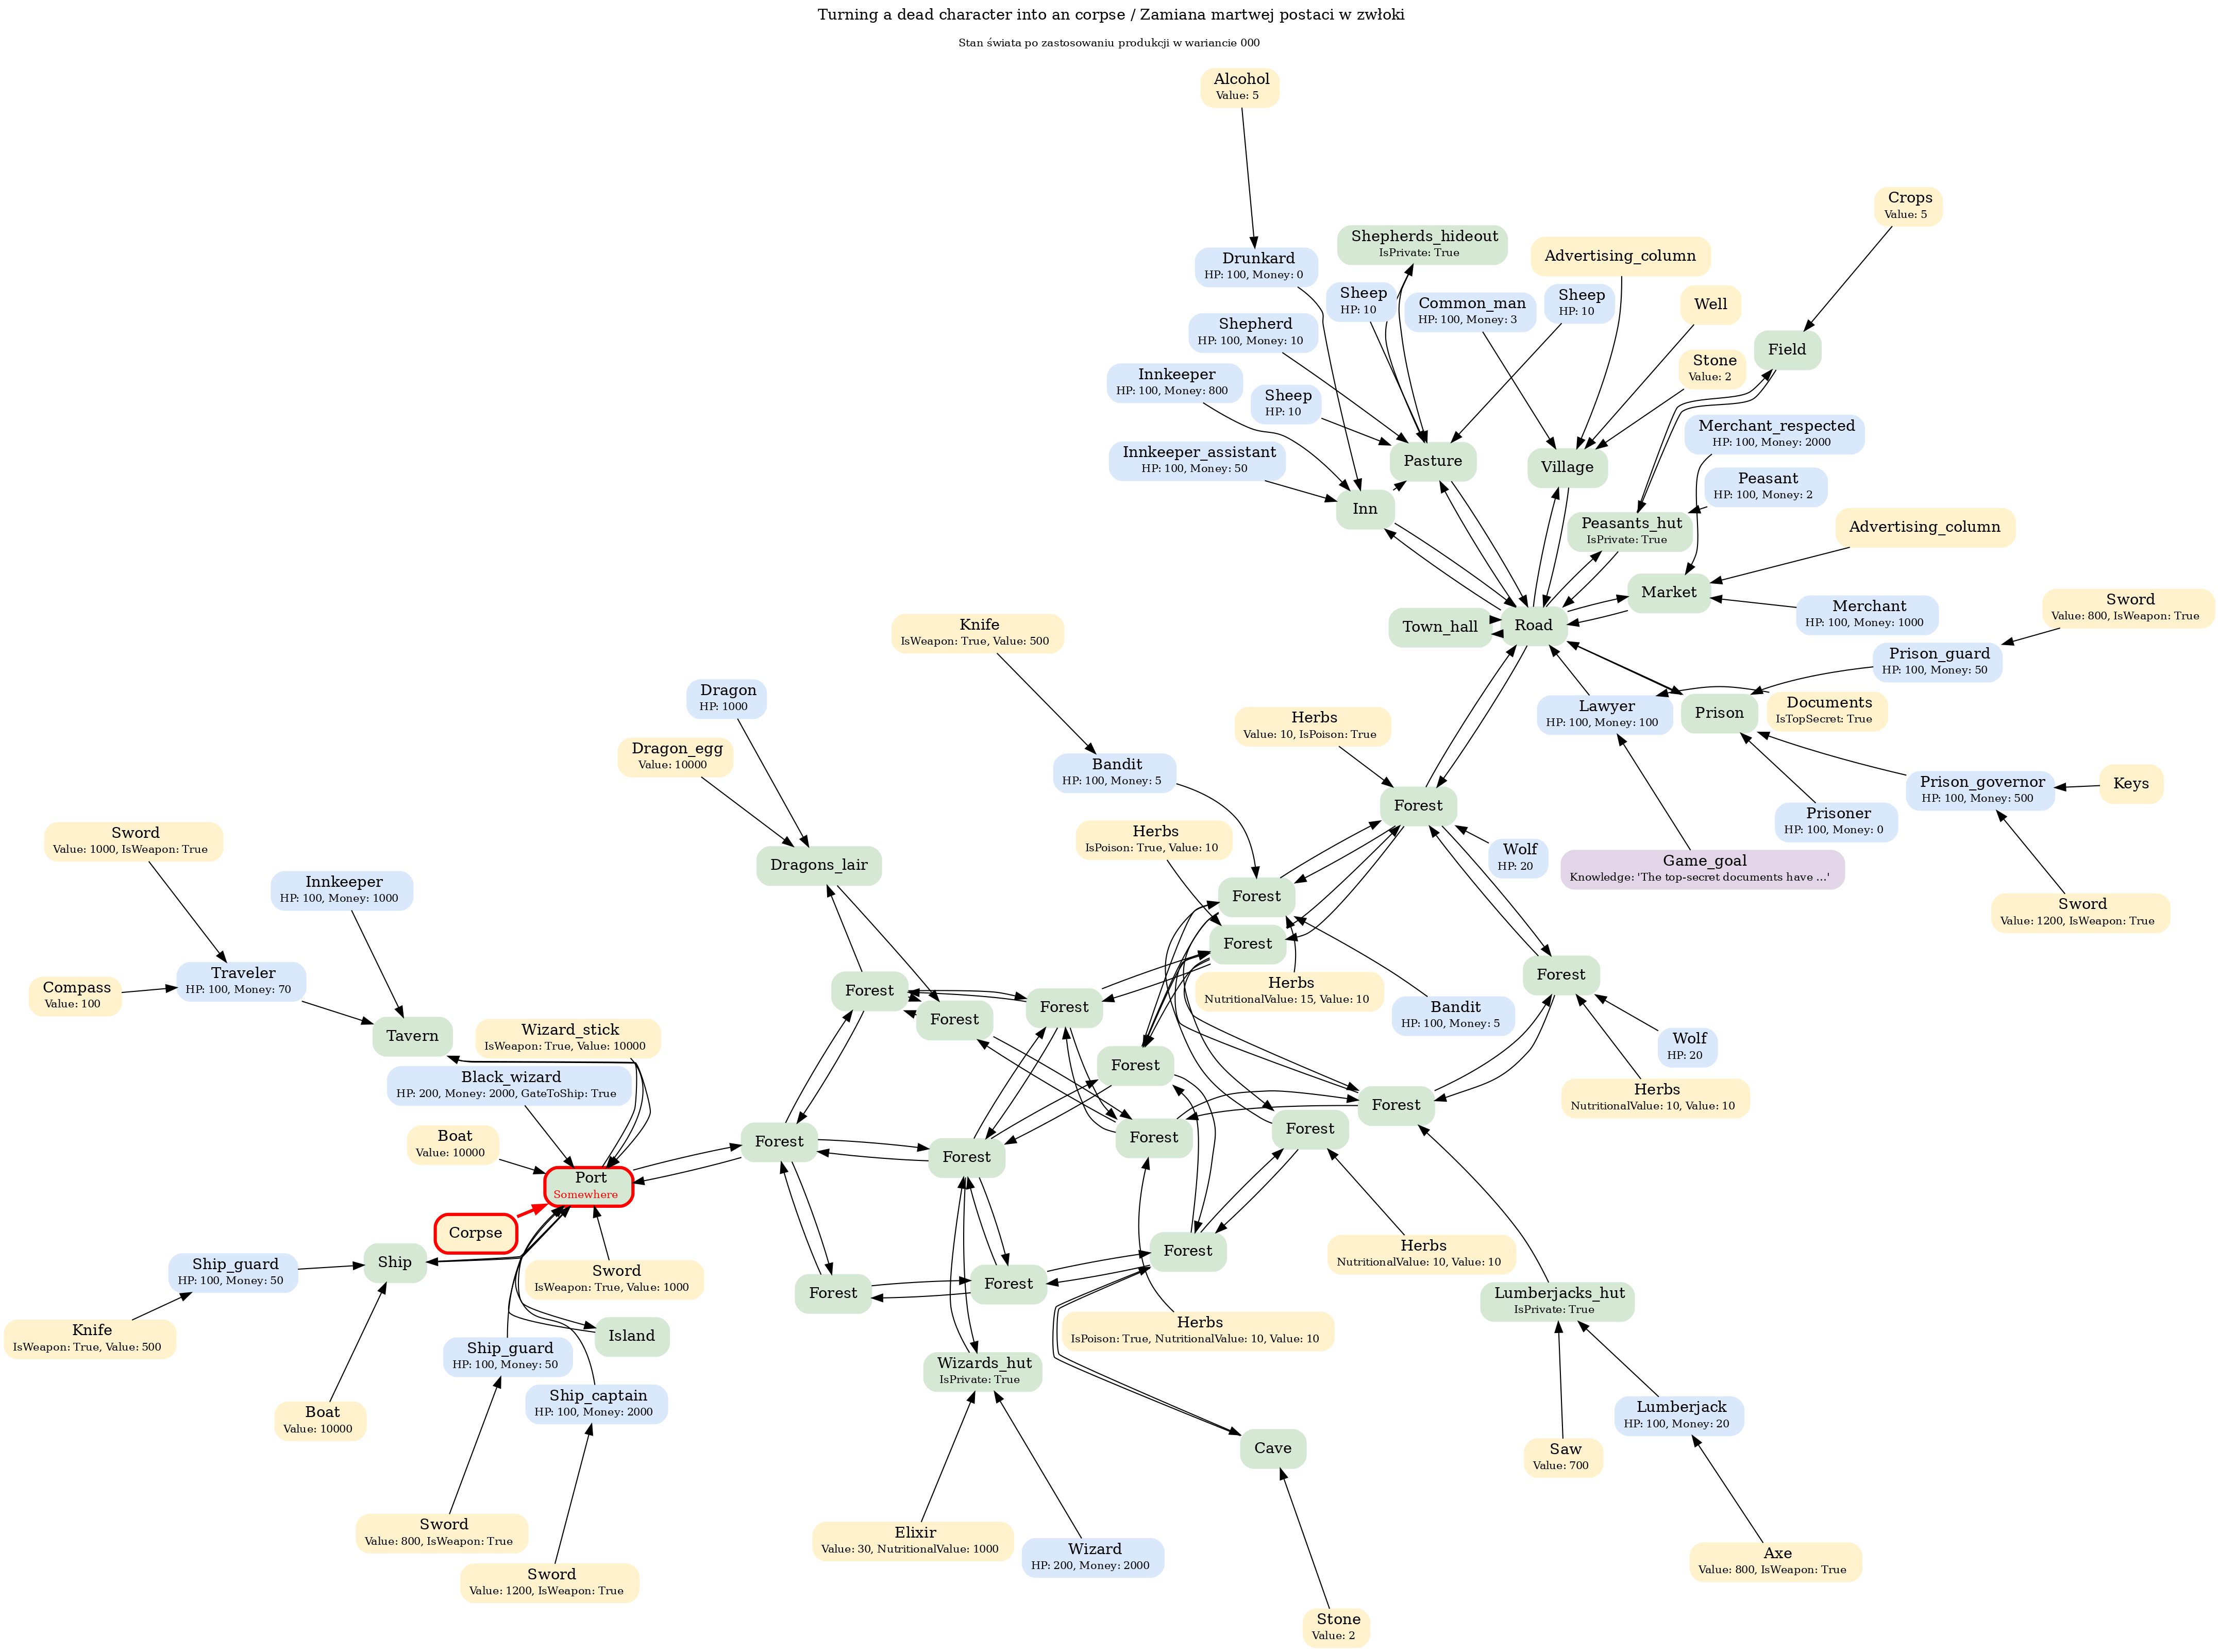 Turning a dead character into an corpse / Zamiana martwej postaci w zwłoki
Stan świata po zastosowaniu produkcji w wariancie 000
Alcohol
Value: 5
Crops
Value: 5
Shepherds_hideout
IsPrivate: True
Advertising_column
Drunkard
HP: 100, Money: 0
Sheep
HP: 10
Common_man
HP: 100, Money: 3
Sheep
HP: 10
Well
Shepherd
HP: 100, Money: 10
Field
Stone
Value: 2
Innkeeper
HP: 100, Money: 800
Sheep
HP: 10
Merchant_respected
HP: 100, Money: 2000
Innkeeper_assistant
HP: 100, Money: 50
Pasture
Village
Peasant
HP: 100, Money: 2
Inn
Peasants_hut
IsPrivate: True
Advertising_column
Market
Merchant
HP: 100, Money: 1000
Sword
Value: 800, IsWeapon: True
Knife
IsWeapon: True, Value: 500
Town_hall
Road
Prison_guard
HP: 100, Money: 50
Dragon
HP: 1000
Herbs
Value: 10, IsPoison: True
Lawyer
HP: 100, Money: 100
Prison
Documents
IsTopSecret: True
Dragon_egg
Value: 10000
Bandit
HP: 100, Money: 5
Prison_governor
HP: 100, Money: 500
Keys
Forest
Prisoner
HP: 100, Money: 0
Sword
Value: 1000, IsWeapon: True
Herbs
IsPoison: True, Value: 10
Wolf
HP: 20
Game_goal
Knowledge: 'The top-secret documents have ...'
Dragons_lair
Innkeeper
HP: 100, Money: 1000
Forest
Sword
Value: 1200, IsWeapon: True
Forest
Compass
Value: 100
Traveler
HP: 100, Money: 70
Forest
Forest
Forest
Herbs
NutritionalValue: 15, Value: 10
Bandit
HP: 100, Money: 5
Forest
Tavern
Wizard_stick
IsWeapon: True, Value: 10000
Wolf
HP: 20
Forest
Black_wizard
HP: 200, Money: 2000, GateToShip: True
Herbs
NutritionalValue: 10, Value: 10
Forest
Boat
Value: 10000
Forest
Forest
Forest
Forest
Port
Somewhere
Corpse
Ship
Ship_guard
HP: 100, Money: 50
Sword
IsWeapon: True, Value: 1000
Forest
Forest
Forest
Herbs
NutritionalValue: 10, Value: 10
Lumberjacks_hut
IsPrivate: True
Knife
IsWeapon: True, Value: 500
Island
Herbs
IsPoison: True, NutritionalValue: 10, Value: 10
Ship_guard
HP: 100, Money: 50
Wizards_hut
IsPrivate: True
Boat
Value: 10000
Ship_captain
HP: 100, Money: 2000
Lumberjack
HP: 100, Money: 20
Cave
Saw
Value: 700
Sword
Value: 800, IsWeapon: True
Elixir
Value: 30, NutritionalValue: 1000
Wizard
HP: 200, Money: 2000
Axe
Value: 800, IsWeapon: True
Sword
Value: 1200, IsWeapon: True
Stone
Value: 2